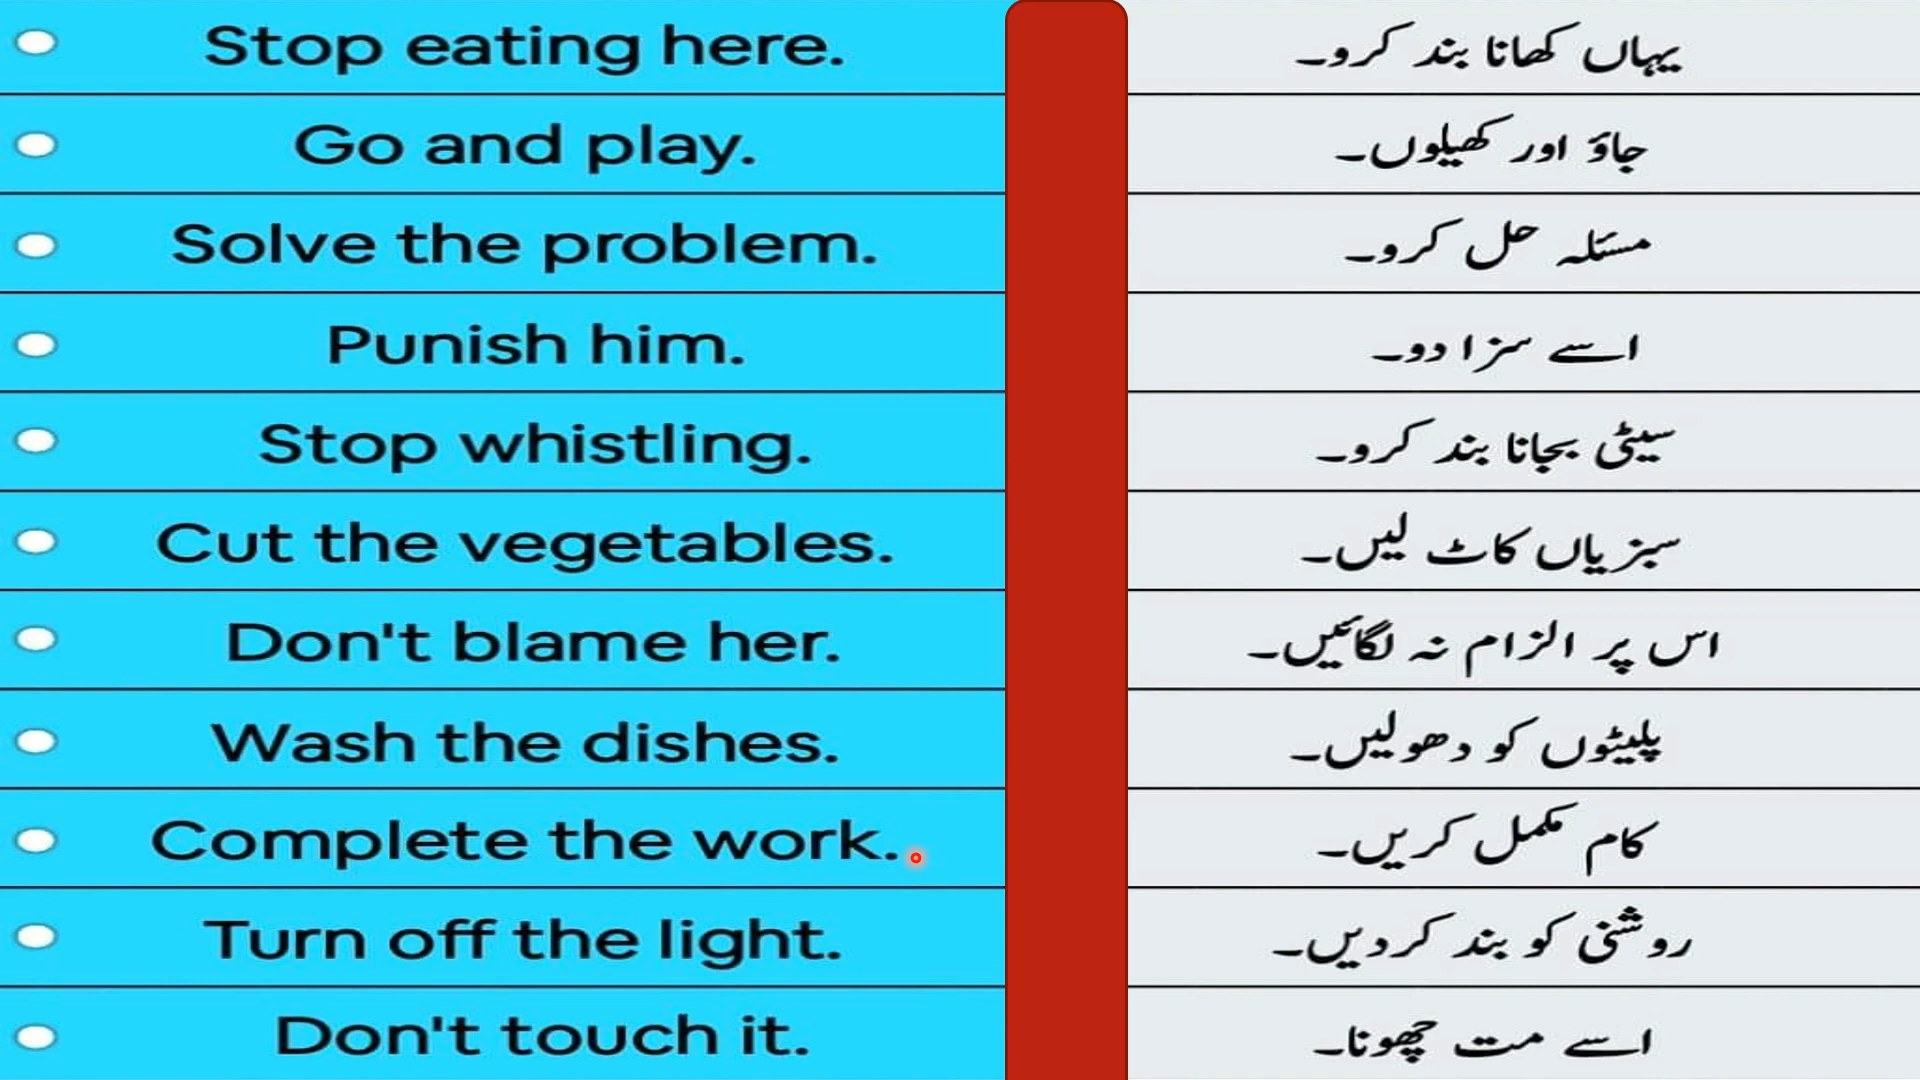 Stop eating here.
یہاں کھانا بند کرو۔
Go and play.
جاؤ اور کھیلوں۔
Solve the problem.
مسئلہ حل کرو۔
Punish him.
اسے سزا دو۔
Stop whistling.
سیٹی بجانا بند کرو۔
Cut the vegetables.
سبزیاں کاٹ لیں۔
Don't blame her.
اس پر الزام نہ لگائیں۔
Wash the dishes.
پلیٹوں کو دھولیں۔
Complete the work.
کام مکمل کریں۔
Turn off the light.
روشنی کو بند کردیں۔
Don't touch it.
اسے مت چھونا۔